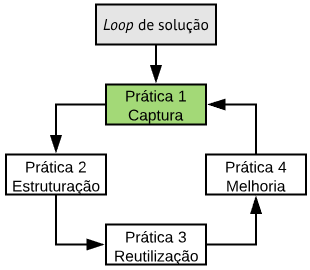 Loop de solução
Prática 1
Captura
Prática 2
Estruturação
Prática 4
Melhoria
Prática 3
Reutilização